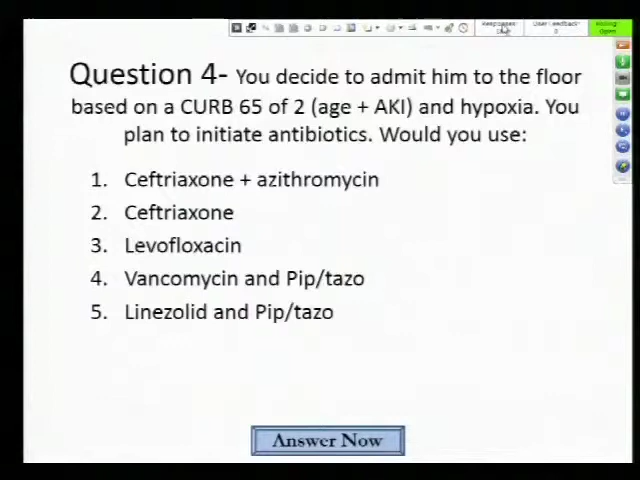 Question 4- You decide to admit him to the floor
based on a CURB 65 of 2 (age + AKI) and hypoxia. You
plan to initiate antibiotics. Would you use:
1. Ceftriaxone + azithromycin
2. Ceftriaxone
3. Levofloxacin
4. Vancomycin and Pip/tazo
5. Linezolid and Pip/tazo
Answer Now